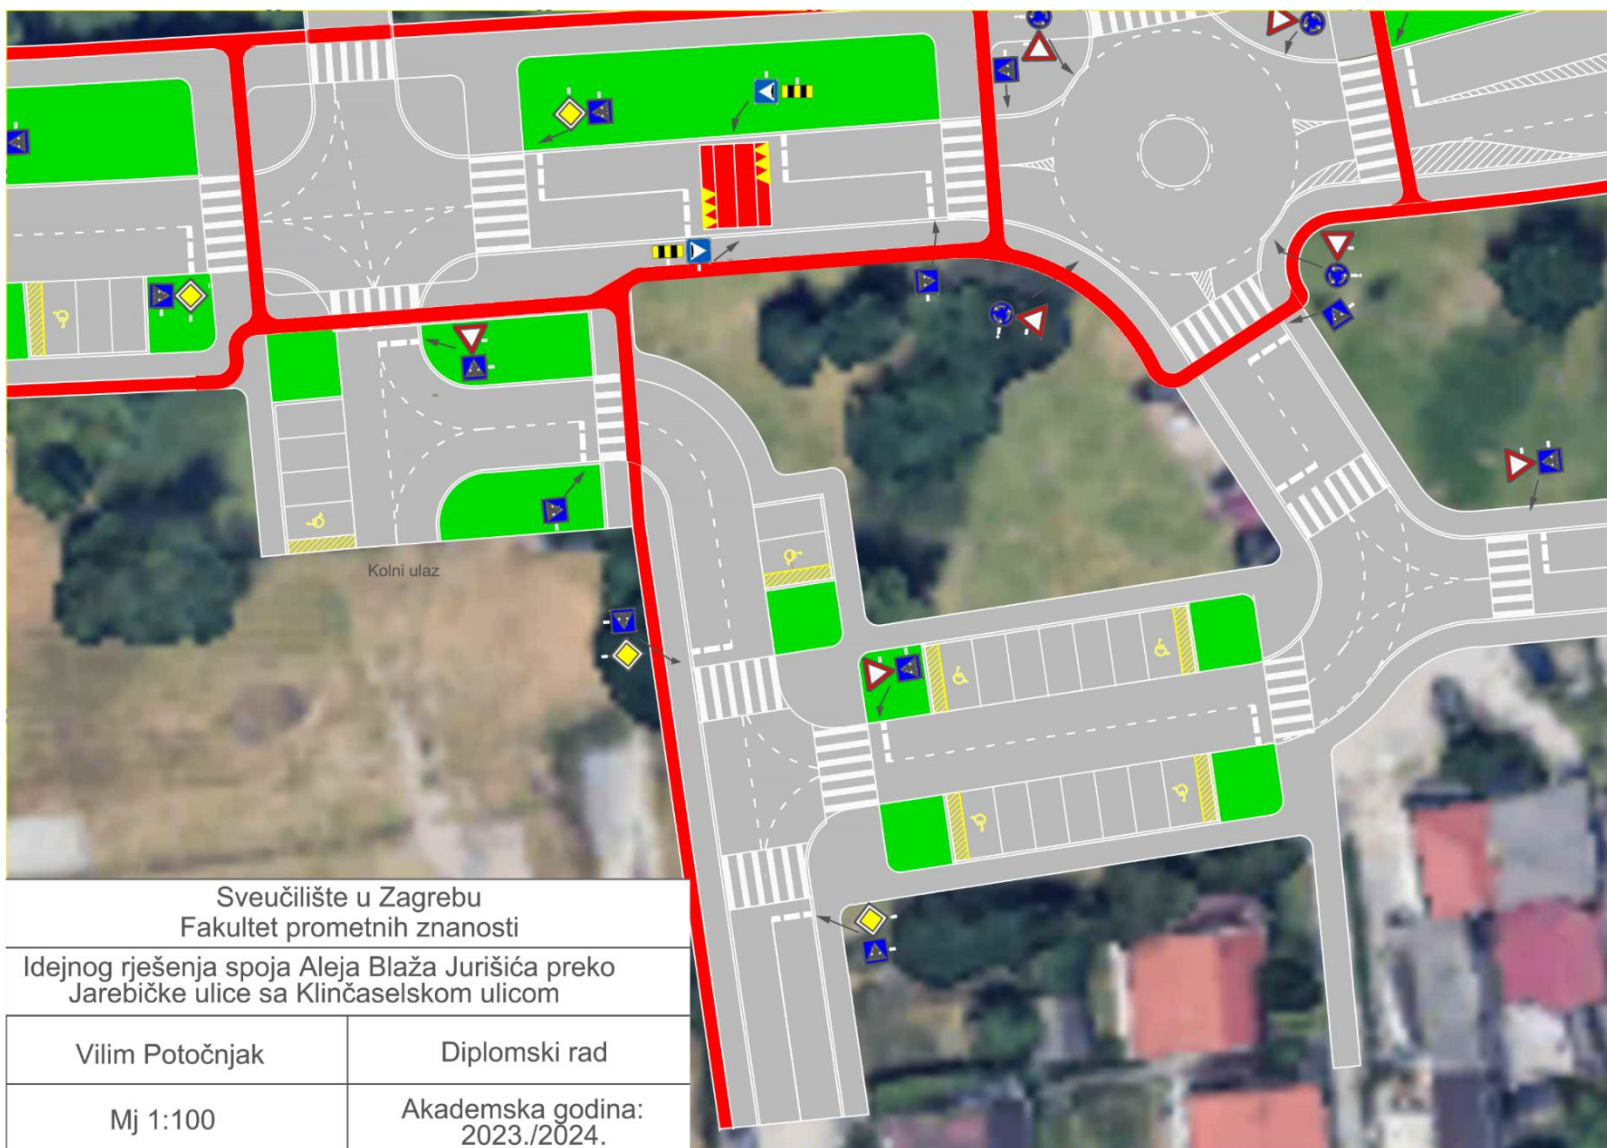 Kolni ulaz
Sveučilište u Zagrebu
Fakultet prometnih znanosti
Idejnog rješenja spoja Aleja Blaža Jurišića preko
Jarebičke ulice sa Klinčaselskom ulicom
Vilim Potočnjak
Diplomski rad
Mj 1:100
Akademska godina:
2023./2024.